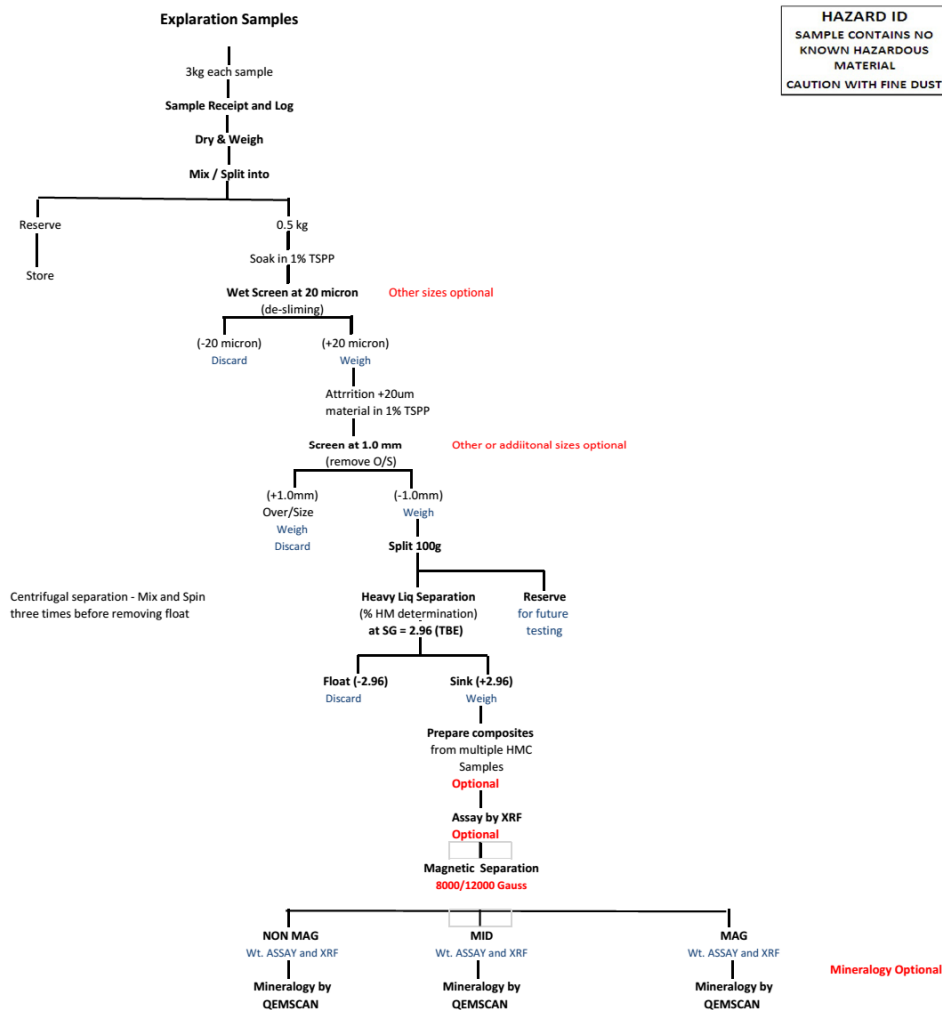 Explaration Samples
HAZARD ID
SAMPLE CONTAINS NO
KNOWN HAZARDOUS
MATERIAL
CAUTION WITH FINE DUST
3kg each sample
Sample Receipt and Log
Dry & Weigh
Mix / Split into
Reserve
0.5 kg
Store
Soak in 1% TSPP
Wet Screen at 20 micron
Other sizes optional
(de-sliming)
(-20 micron)
(+20 micron)
Discard
Weigh
Attrrition +20um
material in 1% TSPP
Screen at 1.0 mm
Other or addiitonal sizes optional
(remove O/S)
(+1.0mm)
(-1.0mm)
Over/Size
Weigh
Weigh
Discard
Split 100g
Centrifugal separation - Mix and Spin
three times before removing float
Heavy Liq Separation
Reserve
(% HM determination)
for future
at SG = 2.96 (TBE)
testing
Float (-2.96)
Sink (+2.96)
Discard
Weigh
Prepare composites
from multiple HMC
Samples
Optional
Assay by XRF
Optional
Magnetic Separation
8000/12000 Gauss
NON MAG
MID
MAG
Wt. ASSAY and XRF
Wt. ASSAY and XRF
Wt. ASSAY and XRF
Mineralogy Optional
Mineralogy by
QEMSCAN
Mineralogy by
QEMSCAN
Mineralogy by
QEMSCAN